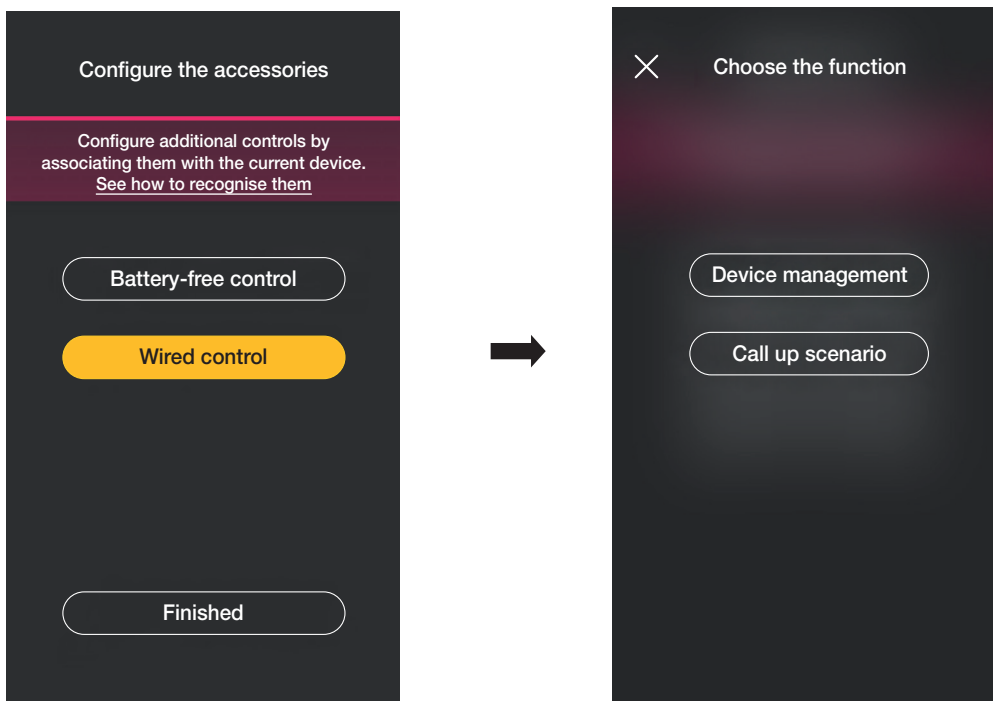 Configure the accessories
Configure additional controls by
associating them with the current device.
See how to recognise them
Battery-free control
Wired control
Finished
Choose the function
Device management
Call up scenario